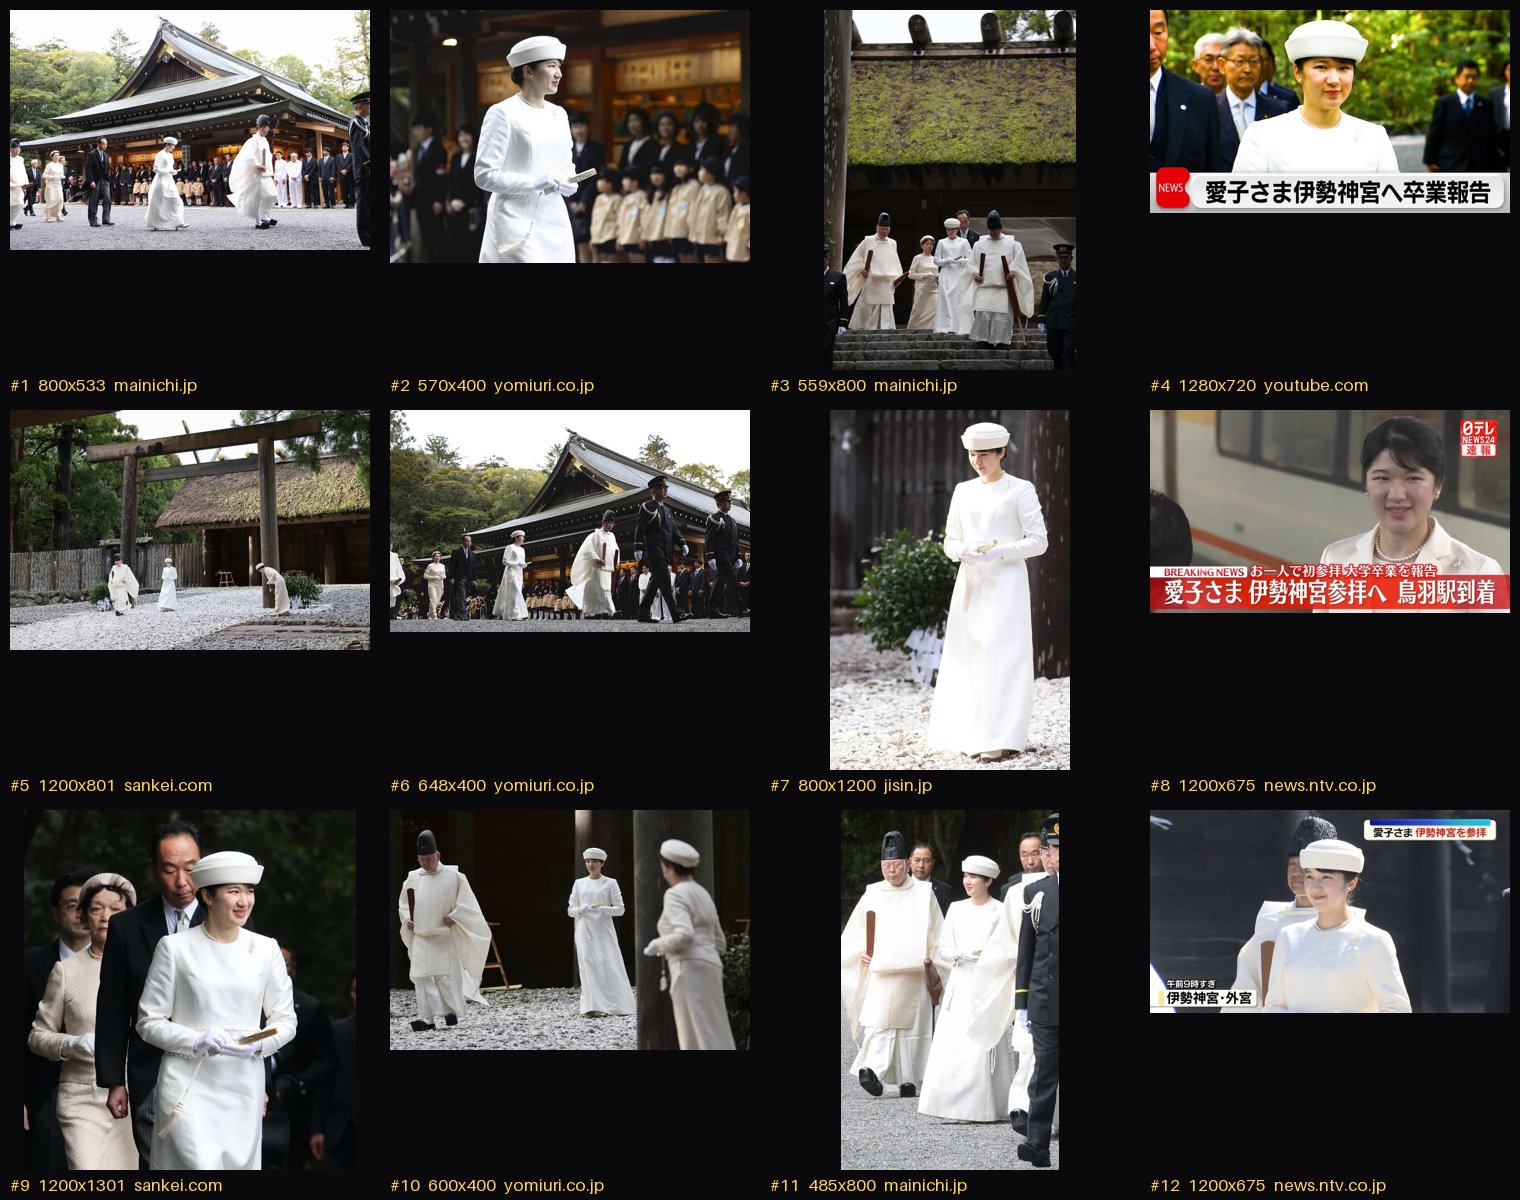 #1 800x533 mainichi.jp
#2 570x400 yomiuri.co.jp
#3 559x800 mainichi.jp
NEWS
愛子さま伊勢神宮へ卒業報告
#4 1280x720 youtube.com
#5 1200x801 sankei.com
#6 648x400 yomiuri.co.jp
#7 800x1200 jisin.jp
日テレ
NEWS24
速報
BREAKING NEWS お一人で初参拝 大学卒業を報告
愛子さま 伊勢神宮参拝へ 鳥羽駅到着
#8 1200x675 news.ntv.co.jp
#9 1200x1301 sankei.com
#10 600x400 yomiuri.co.jp
#11 485x800 mainichi.jp
愛子さま 伊勢神宮を参拝
午前9時すぎ
伊勢神宮・外宮
#12 1200x675 news.ntv.co.jp